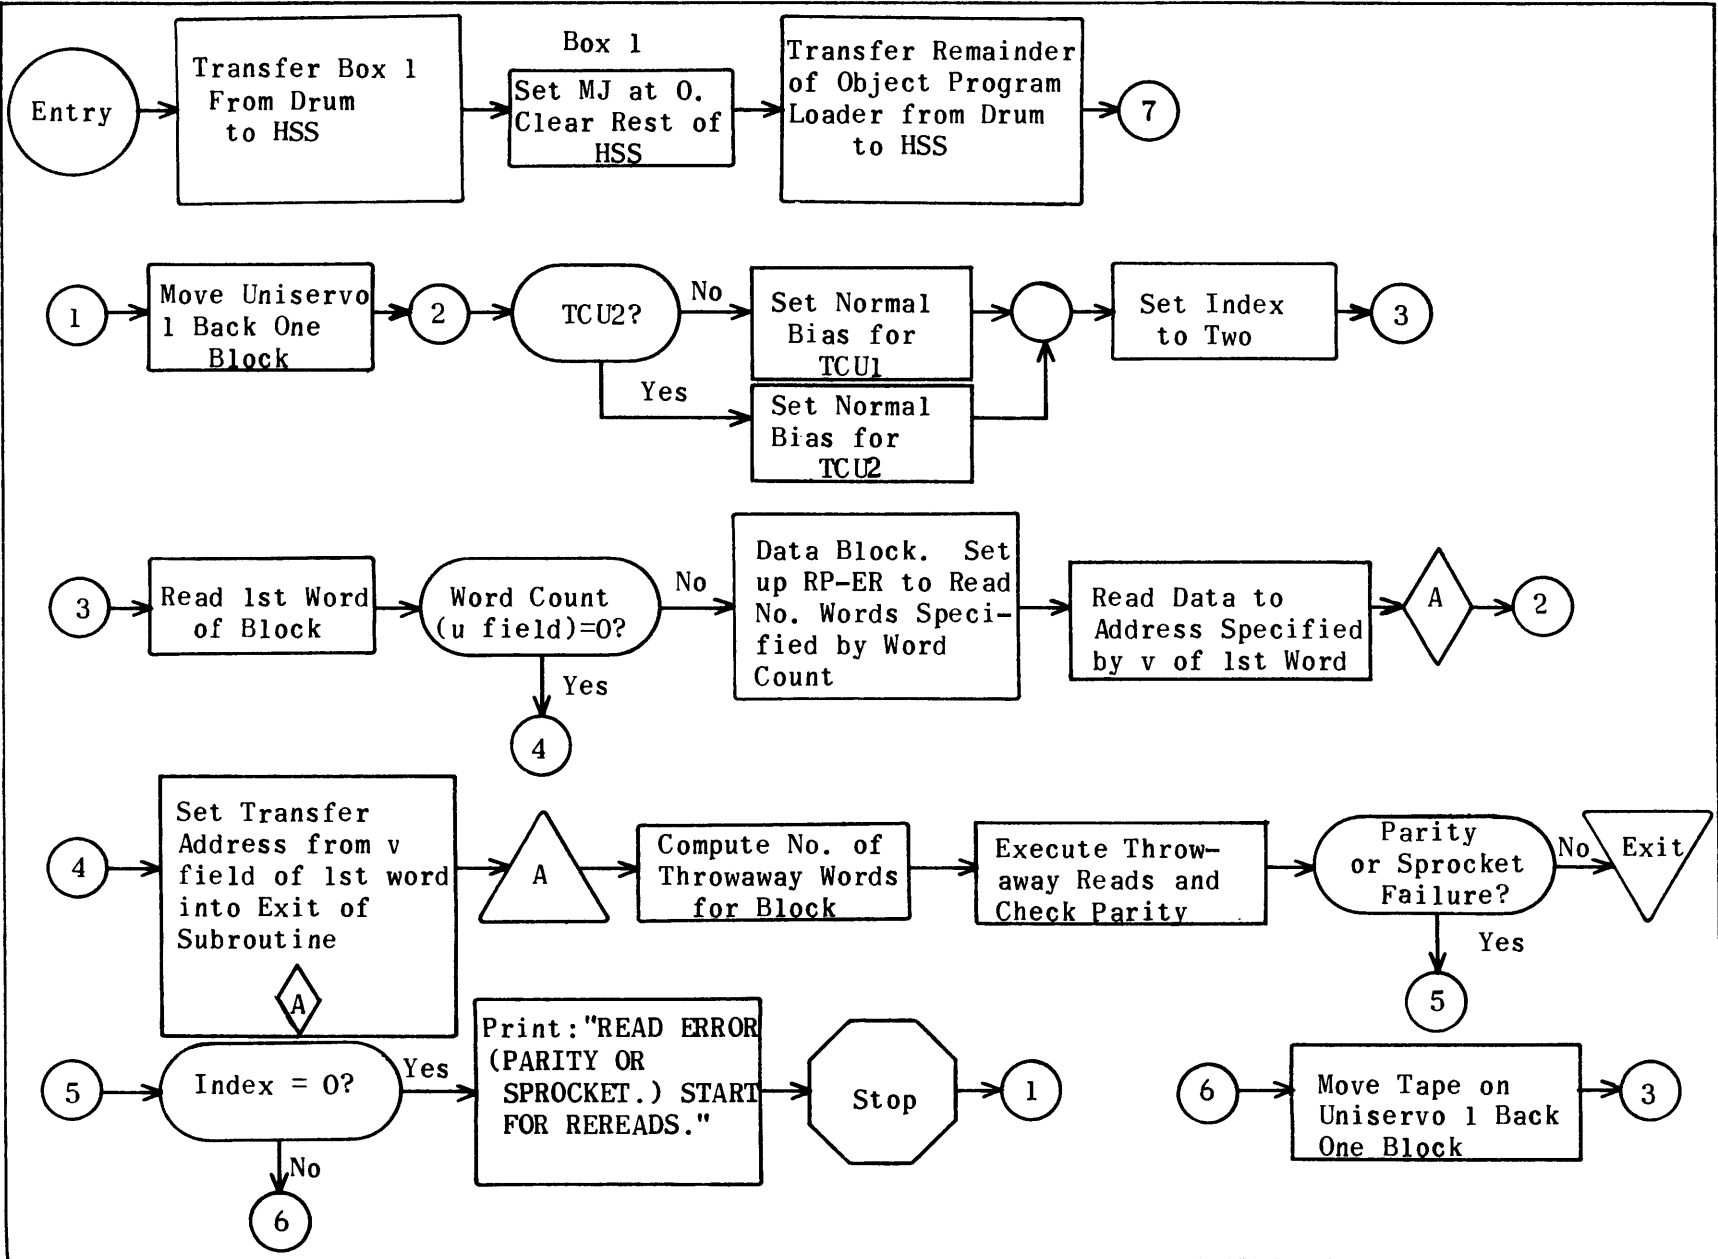 Entry
Transfer Box 1
From Drum
to HSS
Box 1
Set MJ at 0.
Clear Rest of
HSS
Transfer Remainder
of Object Program
Loader from Drum
to HSS
7
1
Move Uniservo
1 Back One
Block
2
TCU2?
No
Yes
Set Normal
Bias for
TCU1
Set Normal
Bias for
TCU2
Set Index
to Two
3
3
Read 1st Word
of Block
Word Count
(u field)=0?
No
Yes
4
Data Block. Set
up RP-ER to Read
No. Words Speci-
fied by Word
Count
Read Data to
Address Specified
by v of 1st Word
A
2
4
Set Transfer
Address from v
field of 1st word
into Exit of
Subroutine
A
A
Compute No. of
Throwaway Words
for Block
Execute Throw-
away Reads and
Check Parity
Parity
or Sprocket
Failure?
No
Exit
Yes
5
5
Index = 0?
Yes
No
6
Print:"READ ERROR
(PARITY OR
SPROCKET.) START
FOR REREADS."
Stop
1
6
Move Tape on
Uniservo 1 Back
One Block
3